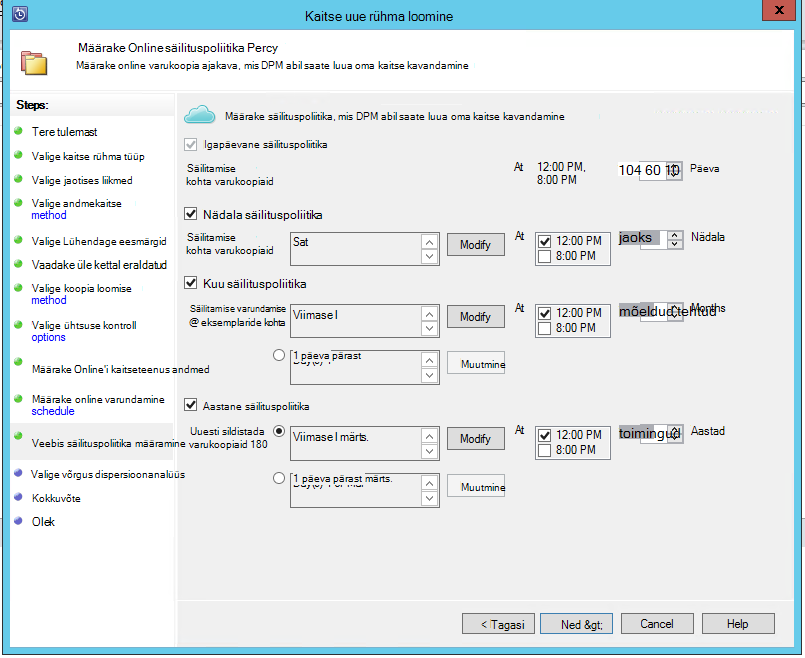 Kaitse uue rühma loomine
x
Määrake Onlinesäilituspoliitika Percy
Määrake online varukoopia ajakava, mis DPM abil saate luua oma kaitse kavandamine
Steps:
Tere tulemast
Valige kaitse rühma tüüp
Valige jaotises liikmed
Valige andmekaitse
method
Valige Lühendage eesmärgid
Vaadake üle kettal eraldatud
Valige koopia loomise
method
Valige ühtsuse kontroll
options
Määrake Online'i kaitseteenus andmed
Määrake online varundamine
schedule
Veebis säilituspoliitika määramine
Valige võrgus dispersioonanalüüs
Kokkuvõte
Olek
Määrake säilituspoliitika, mis DPM abil saate luua oma kaitse kavandamine
Igapäevane säilituspoliitika
Säilitamise
kohta varukoopiaid
At
12:00 PM,
8:00 PM
104 60 10
Päeva
Nädala säilituspoliitika
Säilitamise
kohta varukoopiaid
Sat
Modify
At
12:00 PM
8:00 PM
jaoks
Nädala
Kuu säilituspoliitika
Säilitamise varundamise
@ eksemplaride kohta
Viimase l
Modify
At
12:00 PM
8:00 PM
mõeldud tehtud
Months
1 päeva pärast
Muutmine
Aastane säilituspoliitika
Uuesti sildistada
varukoopiaid 180
Viimase l märts.
Modify
At
12:00 PM
8:00 PM
toimingud
Aastad
1 päeva pärast märts.
Muutmine
< Tagasi
Ned &gt;
Cancel
Help